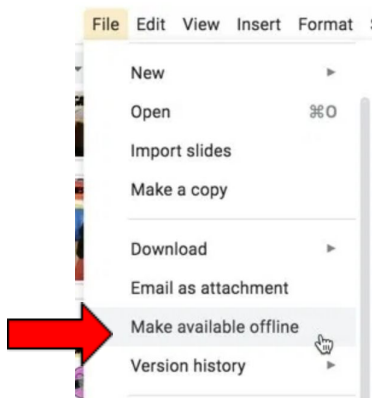 File Edit View Insert Format
New
Open ⌘O
Import slides
Make a copy
Download
Email as attachment
Make available offline
Version history